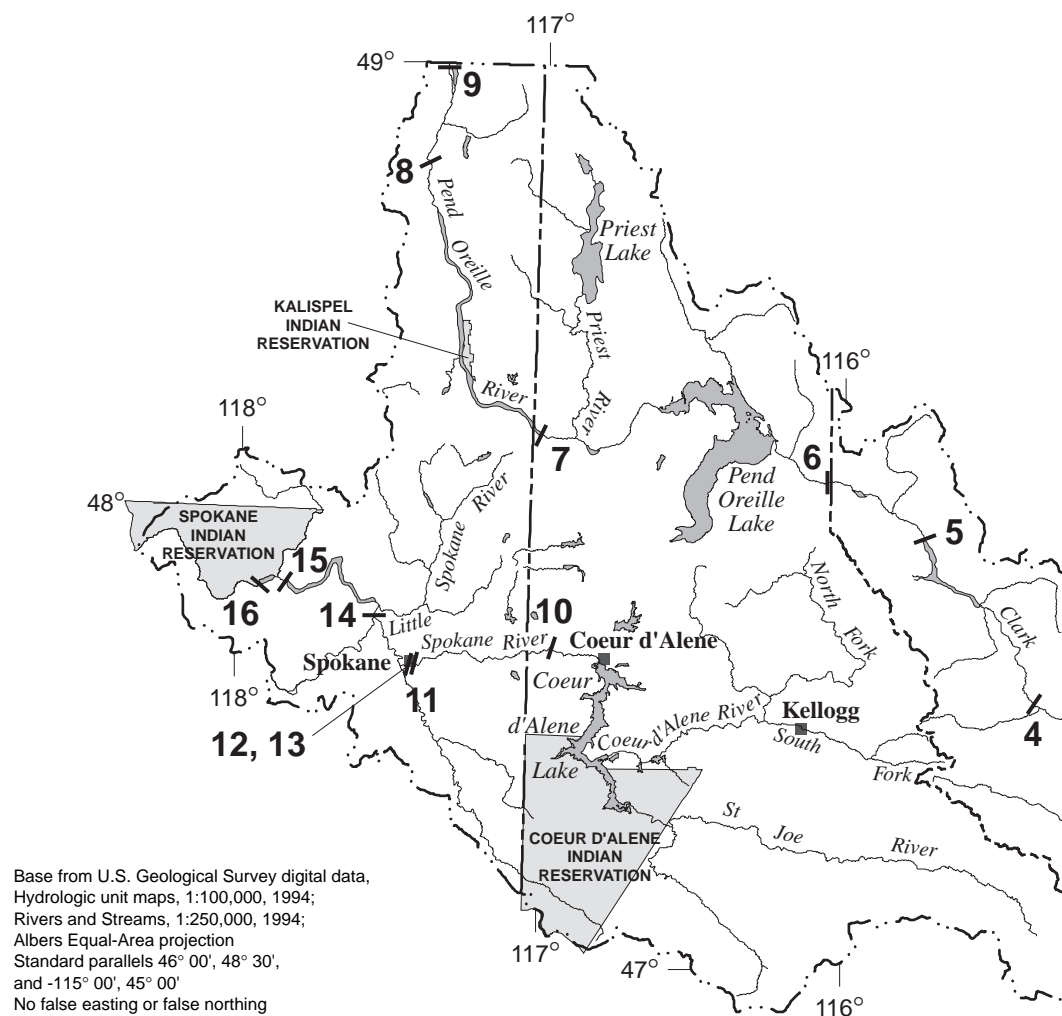 117°
49°
9
8
Pend
Oreille
Priest
Lake
KALISPEL
INDIAN
RESERVATION
Priest
River
116°
River
118°
7
6
Pend
Oreille
Lake
48°
SPOKANE
INDIAN
RESERVATION
Spokane River
5
15
16
14
Little
10
North
Fork
Clark
Spokane River
Coeur d'Alene
Spokane
118°
11
Coeur
d'Alene
Lake
12, 13
Coeur d'Alene River
Kellogg
South
Fork
4
St
Joe
River
COEUR D'ALENE
INDIAN
RESERVATION
Base from U.S. Geological Survey digital data,
Hydrologic unit maps, 1:100,000, 1994;
Rivers and Streams, 1:250,000, 1994;
Albers Equal-Area projection
Standard parallels 46° 00', 48° 30',
and -115° 00', 45° 00'
No false easting or false northing
117°
47°
116°